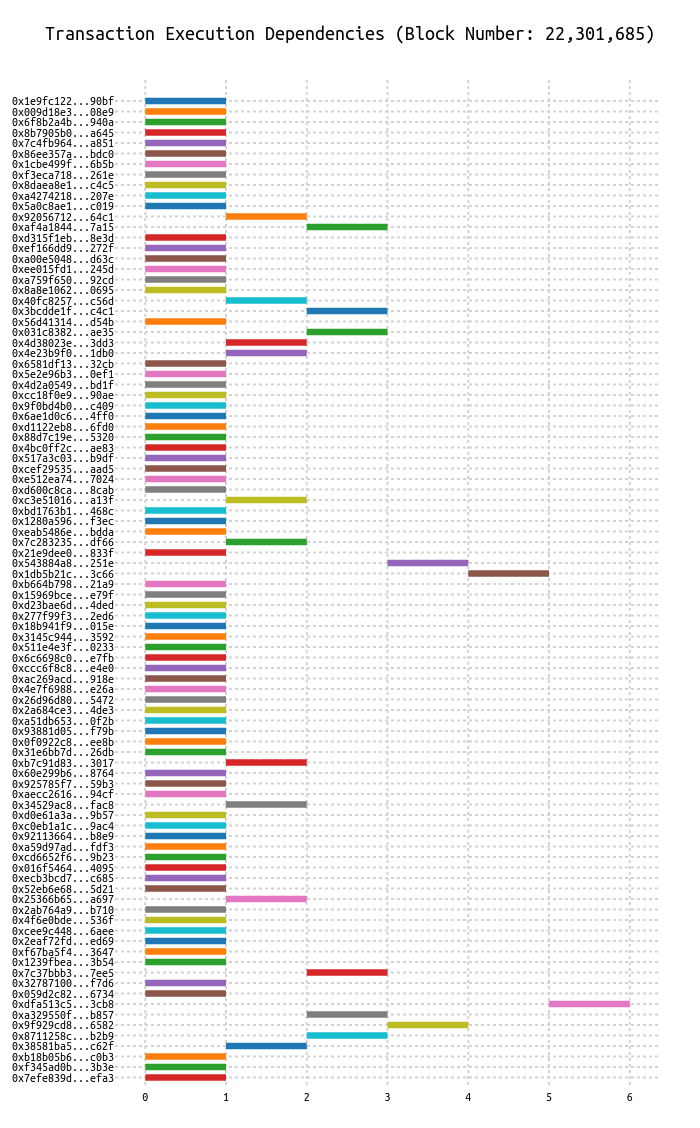 Transaction Execution Dependencies (Block Number: 22,301,685)
0x1e9fc122...90bf
0x009d18e3...08e9
0x6f8b2a4b...940a
0x8b7905b0...a645
0x7c4fb964...a851
0x86ee357a...bdc0
0x1cbe499f...6b5b
0xf3eca718...261e
0x8daea8e1...c4c5
0xa4274218...207e
0x5a0c8ae1...c019
0x92056712...64c1
0xaf4a1844...7a15
0xd315f1eb...8e3d
0xef166dd9...272f
0xa00e5048...d63c
0xee015fd1...245d
0xa759f650...92cd
0x8a8e1062...0695
0x40fc8257...c56d
0x3bcdde1f...c4c1
0x56d41314...d54b
0x031c8382...ae35
0x4d38023e...3dd3
0x4e23b9f0...1db0
0x6581df13...32cb
0x5e2e96b3...0ef1
0x4d2a0549...bd1f
0xcc18f0e9...90ae
0x9f0bd4b0...c409
0x6ae1d0c6...4ff0
0xd1122eb8...6fd0
0x88d7c19e...5320
0x4bc0ff2c...ae83
0x517a3c03...b9df
0xcef29535...aad5
0xe512ea74...7024
0xd600c8ca...8cab
0xc3e51016...a13f
0xbd1763b1...468c
0x1280a596...f3ec
0xeab5486e...bdda
0x7c283235...df66
0x21e9dee0...833f
0x543884a8...251e
0x1db5b21c...3c66
0xb664b798...21a9
0x15969bce...e79f
0xd23bae6d...4ded
0x277f99f3...2ed6
0x18b941f9...015e
0x3145c944...3592
0x511e4e3f...0233
0x6c6698c0...e7fb
0xccc6f8c8...e4e0
0xac269acd...918e
0x4e7f6988...e26a
0x26d96d80...5472
0x2a684ce3...4de3
0xa51db653...0f2b
0x93881d05...f79b
0x0f0922c8...ee8b
0x31e6bb7d...26db
0xb7c91d83...3017
0x60e299b6...8764
0x925785f7...59b3
0xaecc2616...94cf
0x34529ac8...fac8
0xd0e61a3a...9b57
0xc0eb1a1c...9ac4
0x92113664...b8e9
0xa59d97ad...fdf3
0xcd6652f6...9b23
0x016f5464...4095
0xecb3bcd7...c685
0x52eb6e68...5d21
0x25366b65...a697
0x2ab764a9...b710
0x4f6e0bde...536f
0xcee9c448...6aee
0x2eaf72fd...ed69
0xf67ba5f4...3647
0x1239fbea...3b54
0x7c37bbb3...7ee5
0x32787100...f7d6
0x059d2c82...6734
0xdfa513c5...3cb8
0xa329550f...b857
0x9f929cd8...6582
0x8711258c...b2b9
0x38581ba5...c62f
0xb18b05b6...c0b3
0xf345ad0b...3b3e
0x7efe839d...efa3
0 1 2 3 4 5 6